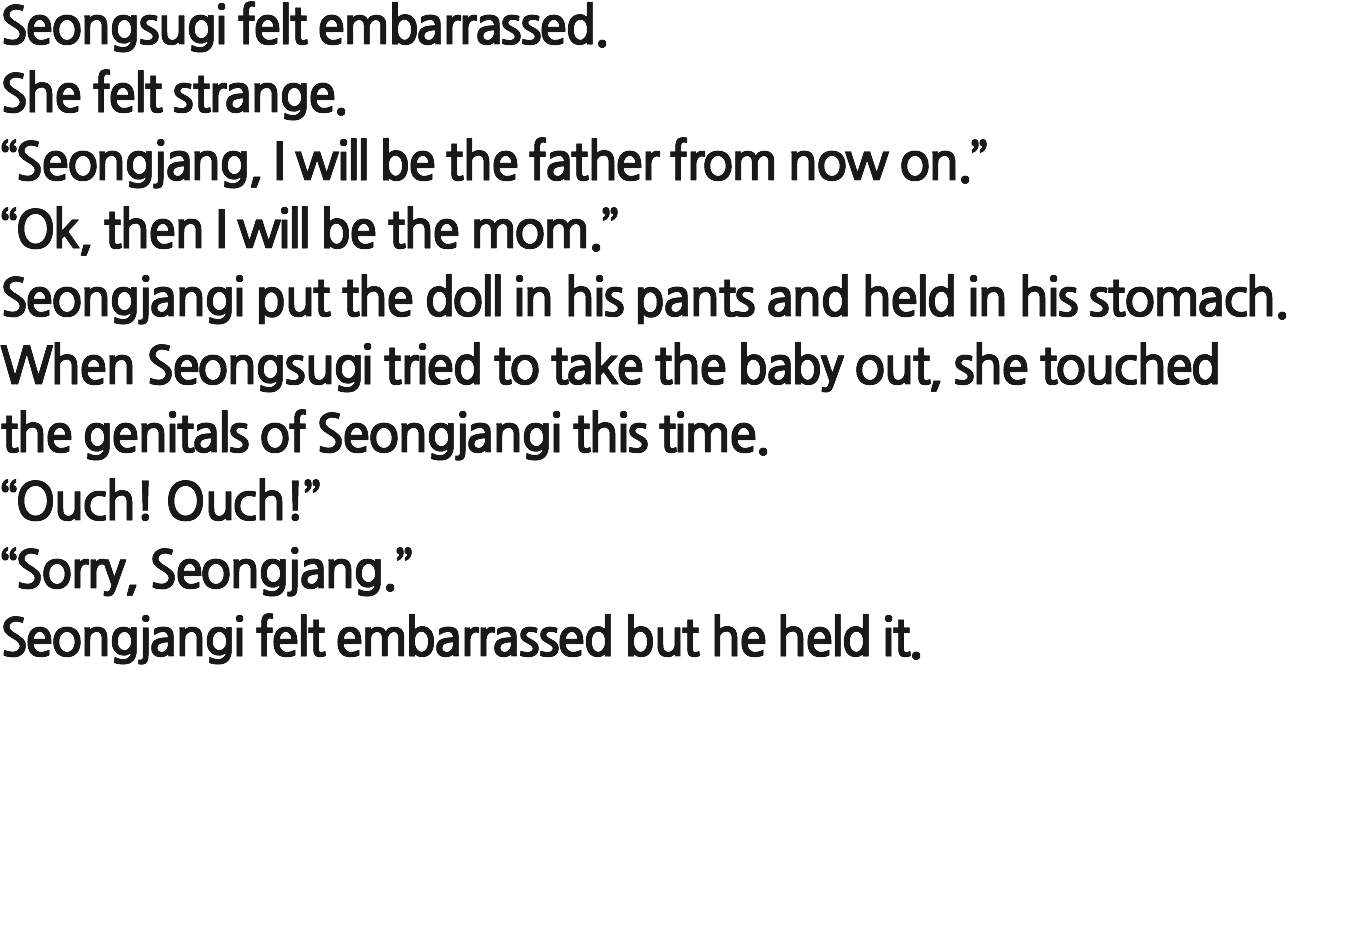 Seongsugi felt embarrassed.
She felt strange.
“Seongjang, I will be the father from now on.”
“Ok, then I will be the mom.”
Seongjangi put the doll in his pants and held in his stomach.
When Seongsugi tried to take the baby out, she touched
the genitals of Seongjangi this time.
“Ouch! Ouch!”
“Sorry, Seongjang.”
Seongjangi felt embarrassed but he held it.